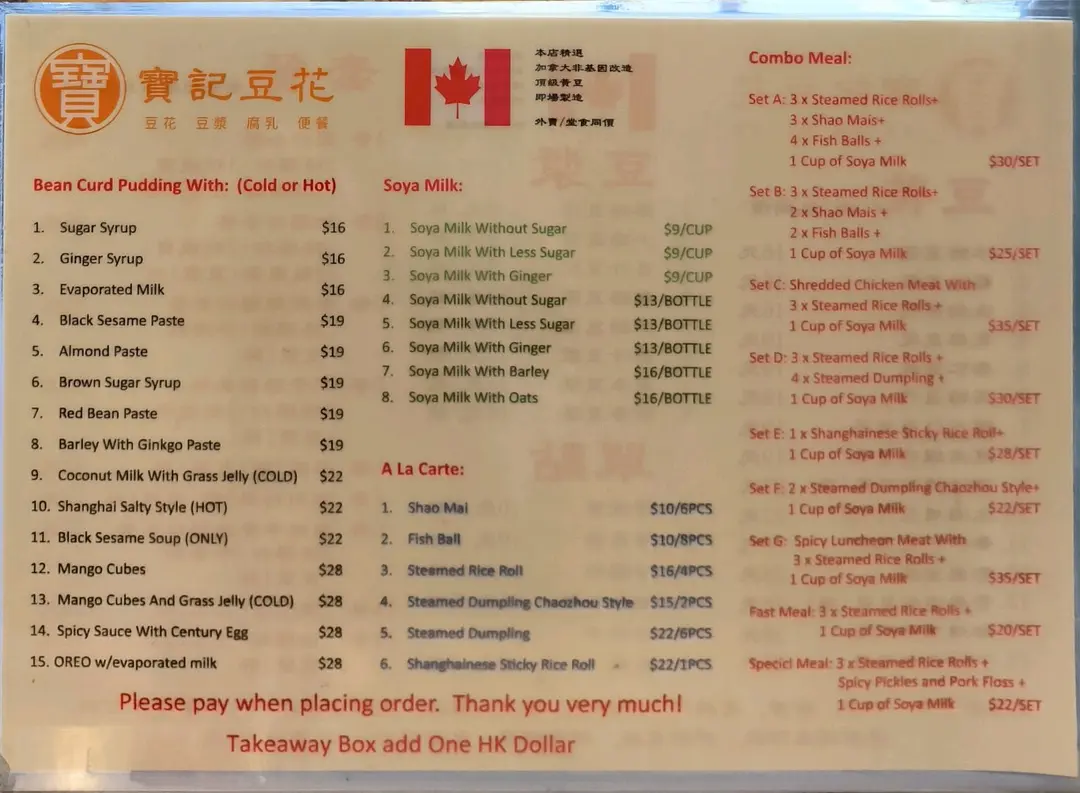 寶
寶記豆花
豆花 豆漿 腐乳 便餐
本店精選
加拿大非基因改造
頂級黃豆
即場製造
外賣/堂食同價
Bean Curd Pudding With: (Cold or Hot)
1. Sugar Syrup $16
2. Ginger Syrup $16
3. Evaporated Milk $16
4. Black Sesame Paste $19
5. Almond Paste $19
6. Brown Sugar Syrup $19
7. Red Bean Paste $19
8. Barley With Ginkgo Paste $19
9. Coconut Milk With Grass Jelly (COLD) $22
10. Shanghai Salty Style (HOT) $22
11. Black Sesame Soup (ONLY) $22
12. Mango Cubes $28
13. Mango Cubes And Grass Jelly (COLD) $28
14. Spicy Sauce With Century Egg $28
15. OREO w/evaporated milk $28
Soya Milk:
1. Soya Milk Without Sugar $9/CUP
2. Soya Milk With Less Sugar $9/CUP
3. Soya Milk With Ginger $9/CUP
4. Soya Milk Without Sugar $13/BOTTLE
5. Soya Milk With Less Sugar $13/BOTTLE
6. Soya Milk With Ginger $13/BOTTLE
7. Soya Milk With Barley $16/BOTTLE
8. Soya Milk With Oats $16/BOTTLE
A La Carte:
1. Shao Mai $10/6PCS
2. Fish Ball $10/8PCS
3. Steamed Rice Roll $16/4PCS
4. Steamed Dumpling Chaozhou Style $15/2PCS
5. Steamed Dumpling $22/6PCS
6. Shanghainese Sticky Rice Roll $22/1PCS
Combo Meal:
Set A: 3 x Steamed Rice Rolls+
3 x Shao Mais+
4 x Fish Balls +
1 Cup of Soya Milk $30/SET
Set B: 3 x Steamed Rice Rolls+
2 x Shao Mais +
2 x Fish Balls +
1 Cup of Soya Milk $25/SET
Set C: Shredded Chicken Meat With
3 x Steamed Rice Rolls +
1 Cup of Soya Milk $35/SET
Set D: 3 x Steamed Rice Rolls +
4 x Steamed Dumpling +
1 Cup of Soya Milk $30/SET
Set E: 1 x Shanghainese Sticky Rice Roll+
1 Cup of Soya Milk $28/SET
Set F: 2 x Steamed Dumpling Chaozhou Style+
1 Cup of Soya Milk $22/SET
Set G: Spicy Luncheon Meat With
3 x Steamed Rice Rolls +
1 Cup of Soya Milk $35/SET
Fast Meal: 3 x Steamed Rice Rolls +
1 Cup of Soya Milk $20/SET
Special Meal: 3 x Steamed Rice Rolls +
Spicy Pickles and Pork Floss +
1 Cup of Soya Milk $22/SET
Please pay when placing order. Thank you very much!
Takeaway Box add One HK Dollar